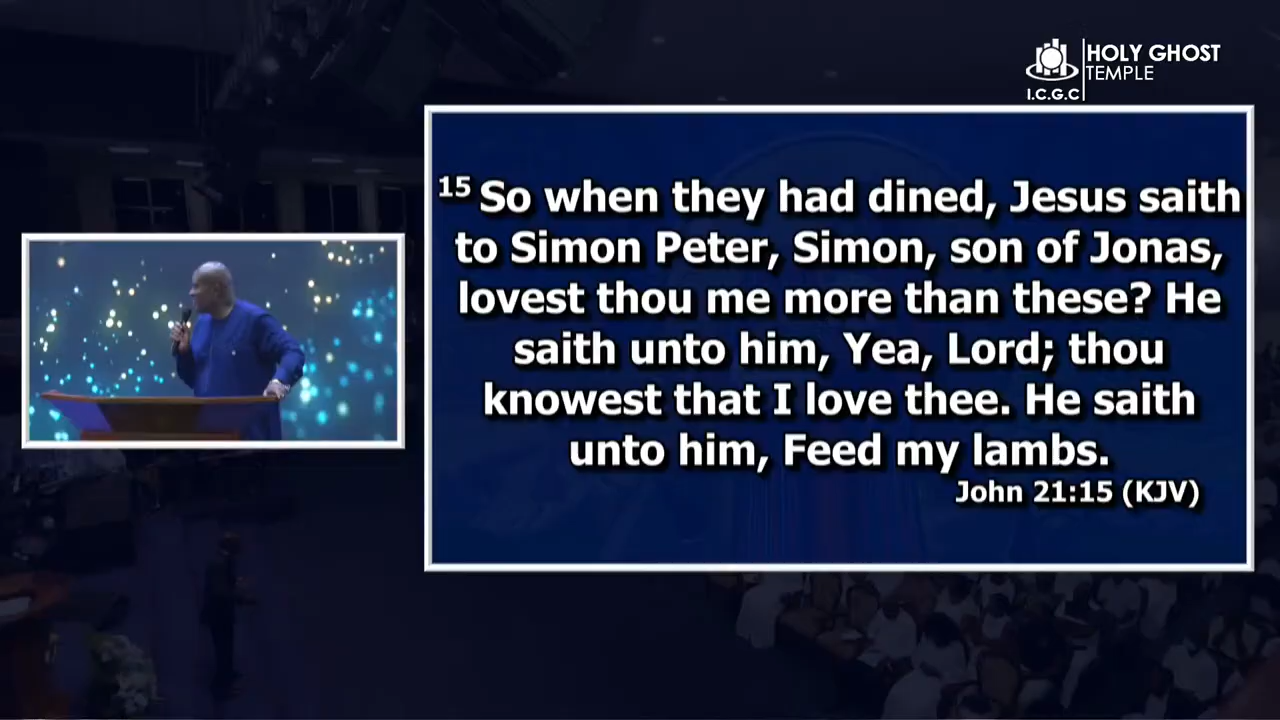 HOLY GHOST
TEMPLE
I.C.G.C
15 So when they had dined, Jesus saith
to Simon Peter, Simon, son of Jonas,
lovest thou me more than these? He
saith unto him, Yea, Lord; thou
knowest that I love thee. He saith
unto him, Feed my lambs.
John 21:15 (KJV)